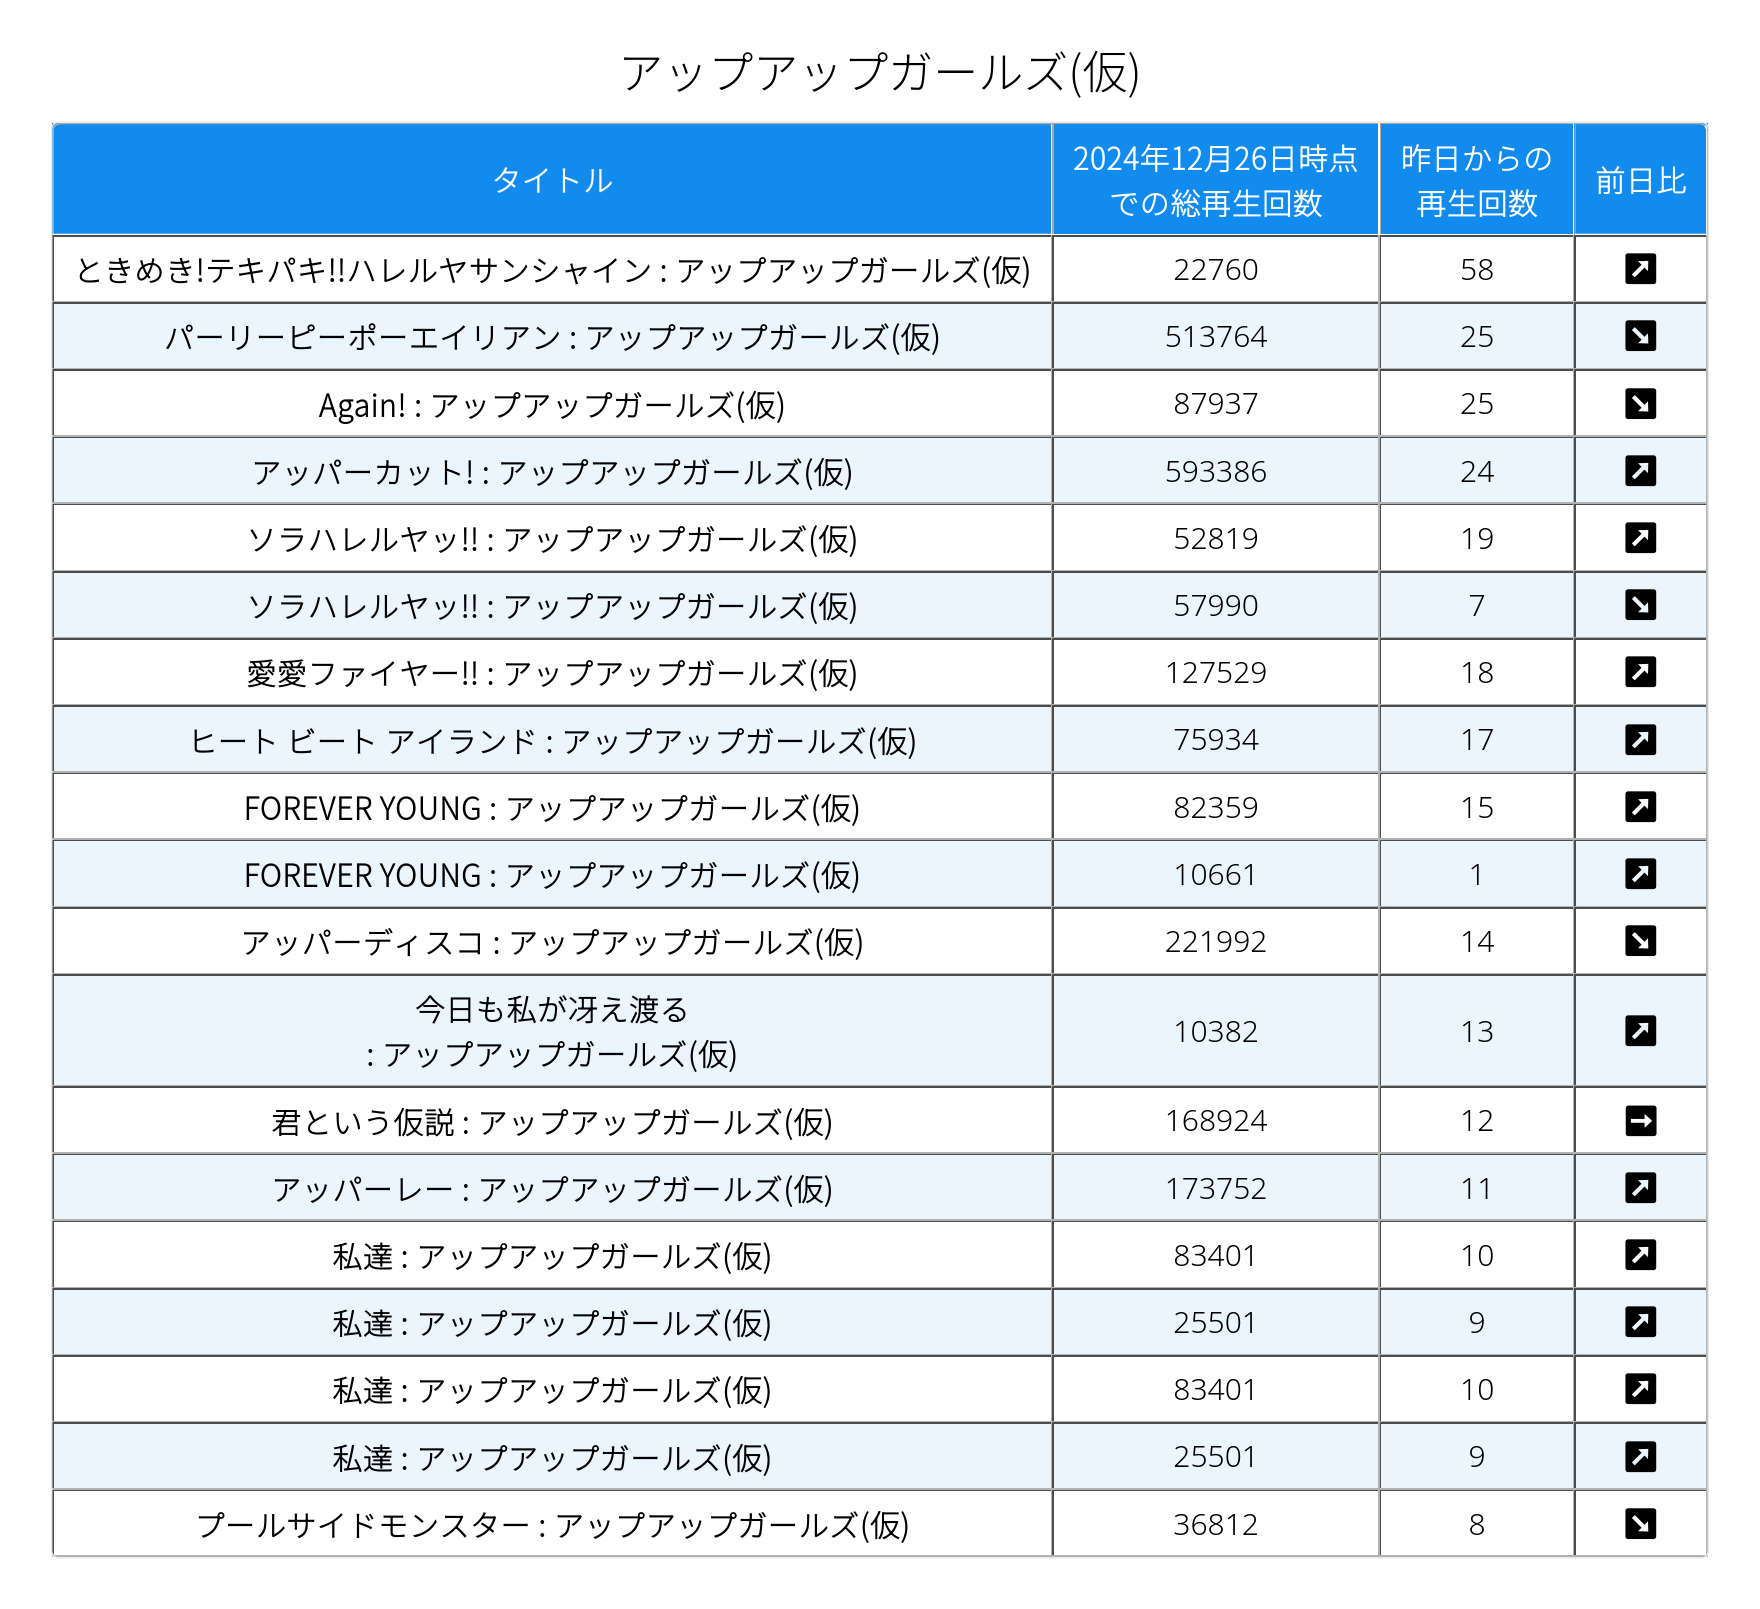 アップアップガールズ(仮)
タイトル
2024年12月26日時点
での総再生回数
昨日からの
再生回数
前日比
ときめき!テキパキ!!ハレルヤサンシャイン : アップアップガールズ(仮) 22760 58
パーリーピーポーエイリアン : アップアップガールズ(仮) 513764 25
Again! : アップアップガールズ(仮) 87937 25
アッパーカット! : アップアップガールズ(仮) 593386 24
ソラハレルヤッ!! : アップアップガールズ(仮) 52819 19
ソラハレルヤッ!! : アップアップガールズ(仮) 57990 7
愛愛ファイヤー!! : アップアップガールズ(仮) 127529 18
ヒート ビート アイランド : アップアップガールズ(仮) 75934 17
FOREVER YOUNG : アップアップガールズ(仮) 82359 15
FOREVER YOUNG : アップアップガールズ(仮) 10661 1
アッパーディスコ : アップアップガールズ(仮) 221992 14
今日も私が冴え渡る
: アップアップガールズ(仮) 10382 13
君という仮説 : アップアップガールズ(仮) 168924 12
アッパーレー : アップアップガールズ(仮) 173752 11
私達 : アップアップガールズ(仮) 83401 10
私達 : アップアップガールズ(仮) 25501 9
私達 : アップアップガールズ(仮) 83401 10
私達 : アップアップガールズ(仮) 25501 9
プールサイドモンスター : アップアップガールズ(仮) 36812 8